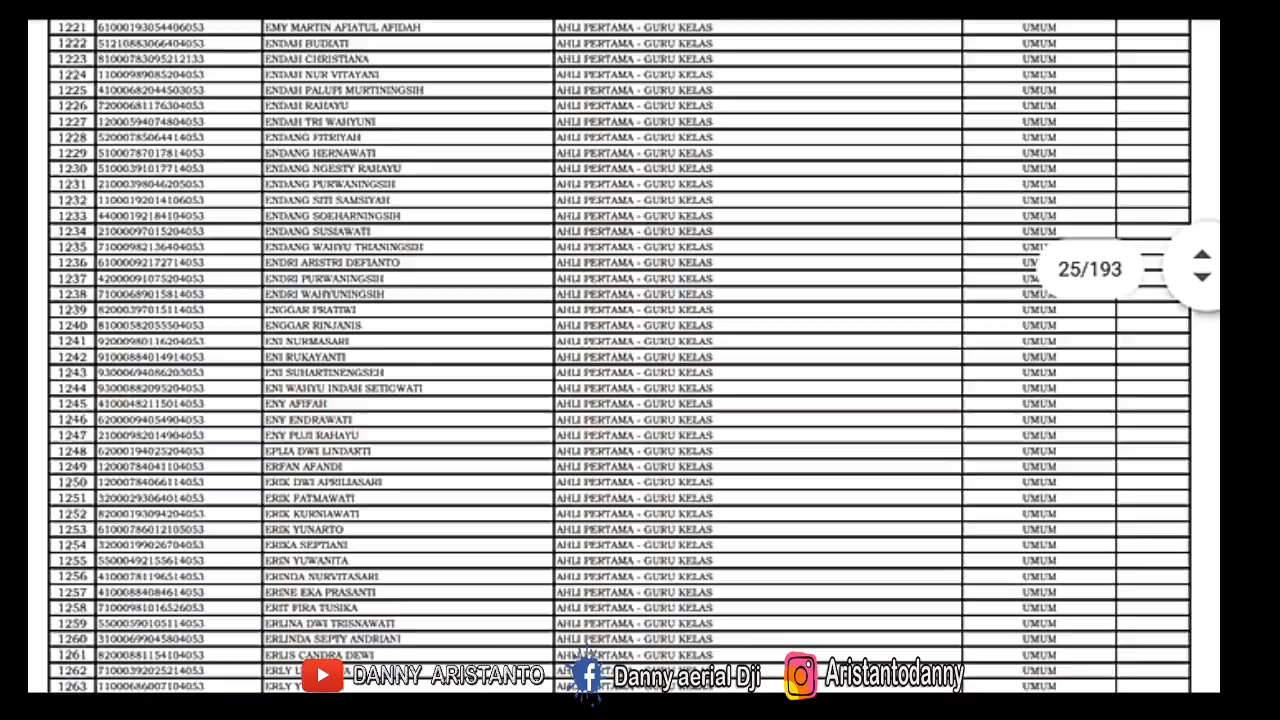 1221 61000193054406053 EMY MARTIN AFIATUL AFIDAH AHLI PERTAMA - GURU KELAS UMUM
1222 51210883066404053 ENDAH BUDIATI AHLI PERTAMA - GURU KELAS UMUM
1223 81000783095212133 ENDAH CHRISTIANA AHLI PERTAMA - GURU KELAS UMUM
1224 11000989085204053 ENDAH NUR VITAYANI AHLI PERTAMA - GURU KELAS UMUM
1225 41000682044503053 ENDAH PALUPI MURTININGSIH AHLI PERTAMA - GURU KELAS UMUM
1226 72000681176304053 ENDAH RAHAYU AHLI PERTAMA - GURU KELAS UMUM
1227 12000594074804053 ENDAH TRI WAHYUNI AHLI PERTAMA - GURU KELAS UMUM
1228 52000785064414053 ENDANG FITRIYAH AHLI PERTAMA - GURU KELAS UMUM
1229 51000787017814053 ENDANG HERNAWATI AHLI PERTAMA - GURU KELAS UMUM
1230 51000391017714053 ENDANG NGESTY RAHAYU AHLI PERTAMA - GURU KELAS UMUM
1231 21000398046205053 ENDANG PURWANINGSIH AHLI PERTAMA - GURU KELAS UMUM
1232 11000192014106053 ENDANG SITI SAMSIYAH AHLI PERTAMA - GURU KELAS UMUM
1233 44000192184104053 ENDANG SOEHARNINGSIH AHLI PERTAMA - GURU KELAS UMUM
1234 21000097015204053 ENDANG SUSIAWATI AHLI PERTAMA - GURU KELAS UMUM
1235 71000982136404053 ENDANG WAHYU TRIANINGSIH AHLI PERTAMA - GURU KELAS
1236 61000092172714053 ENDRI ARISTRI DEFIANTO AHLI PERTAMA - GURU KELAS
1237 42000091075204053 ENDRI PURWANINGSIH AHLI PERTAMA - GURU KELAS
1238 71000689015814053 ENDRI WAHYUNINGSIH AHLI PERTAMA - GURU KELAS UMUM
25/193
1239 82000397015114053 ENGGAR PRATIWI AHLI PERTAMA - GURU KELAS UMUM
1240 81000582055504053 ENGGAR RINJANIS AHLI PERTAMA - GURU KELAS UMUM
1241 92000980116204053 ENI NURMASARI AHLI PERTAMA - GURU KELAS UMUM
1242 91000884014914053 ENI RUKAYANTI AHLI PERTAMA - GURU KELAS UMUM
1243 93000694086203053 ENI SUHARTINENGSEH AHLI PERTAMA - GURU KELAS UMUM
1244 93000882095204053 ENI WAHYU INDAH SETIOWATI AHLI PERTAMA - GURU KELAS UMUM
1245 41000482115014053 ENY AFIFAH AHLI PERTAMA - GURU KELAS UMUM
1246 62000094054904053 ENY ENDRAWATI AHLI PERTAMA - GURU KELAS UMUM
1247 21000982014904053 ENY PUJI RAHAYU AHLI PERTAMA - GURU KELAS UMUM
1248 62000194025204053 EPLIA DWI LINDARTI AHLI PERTAMA - GURU KELAS UMUM
1249 12000784041104053 ERFAN AFANDI AHLI PERTAMA - GURU KELAS UMUM
1250 12000784066114053 ERIK DWI APRILIASARI AHLI PERTAMA - GURU KELAS UMUM
1251 32000293064014053 ERIK FATMAWATI AHLI PERTAMA - GURU KELAS UMUM
1252 82000193094204053 ERIK KURNIAWATI AHLI PERTAMA - GURU KELAS UMUM
1253 61000786012105053 ERIK YUNARTO AHLI PERTAMA - GURU KELAS UMUM
1254 32000199026704053 ERIKA SEPTIANI AHLI PERTAMA - GURU KELAS UMUM
1255 55000492155614053 ERIN YUWANITA AHLI PERTAMA - GURU KELAS UMUM
1256 41000781196514053 ERINDA NURVITASARI AHLI PERTAMA - GURU KELAS UMUM
1257 41000884084614053 ERINE EKA PRASANTI AHLI PERTAMA - GURU KELAS UMUM
1258 71000981016526053 ERIT FIRA TUSIKA AHLI PERTAMA - GURU KELAS UMUM
1259 55000590105114053 ERLINA DWI TRISNAWATI AHLI PERTAMA - GURU KELAS UMUM
1260 31000699045804053 ERLINDA SEPTY ANDRIANI AHLI PERTAMA - GURU KELAS UMUM
1261 82000881154104053 ERLIS CANDRA DEWI AHLI PERTAMA - GURU KELAS UMUM
1262 71000392025214053 ERLY UMUM
1263 11000686007104053 ERLY UMUM
DANNY ARISTANTO Danny aerial Dji Aristantodanny